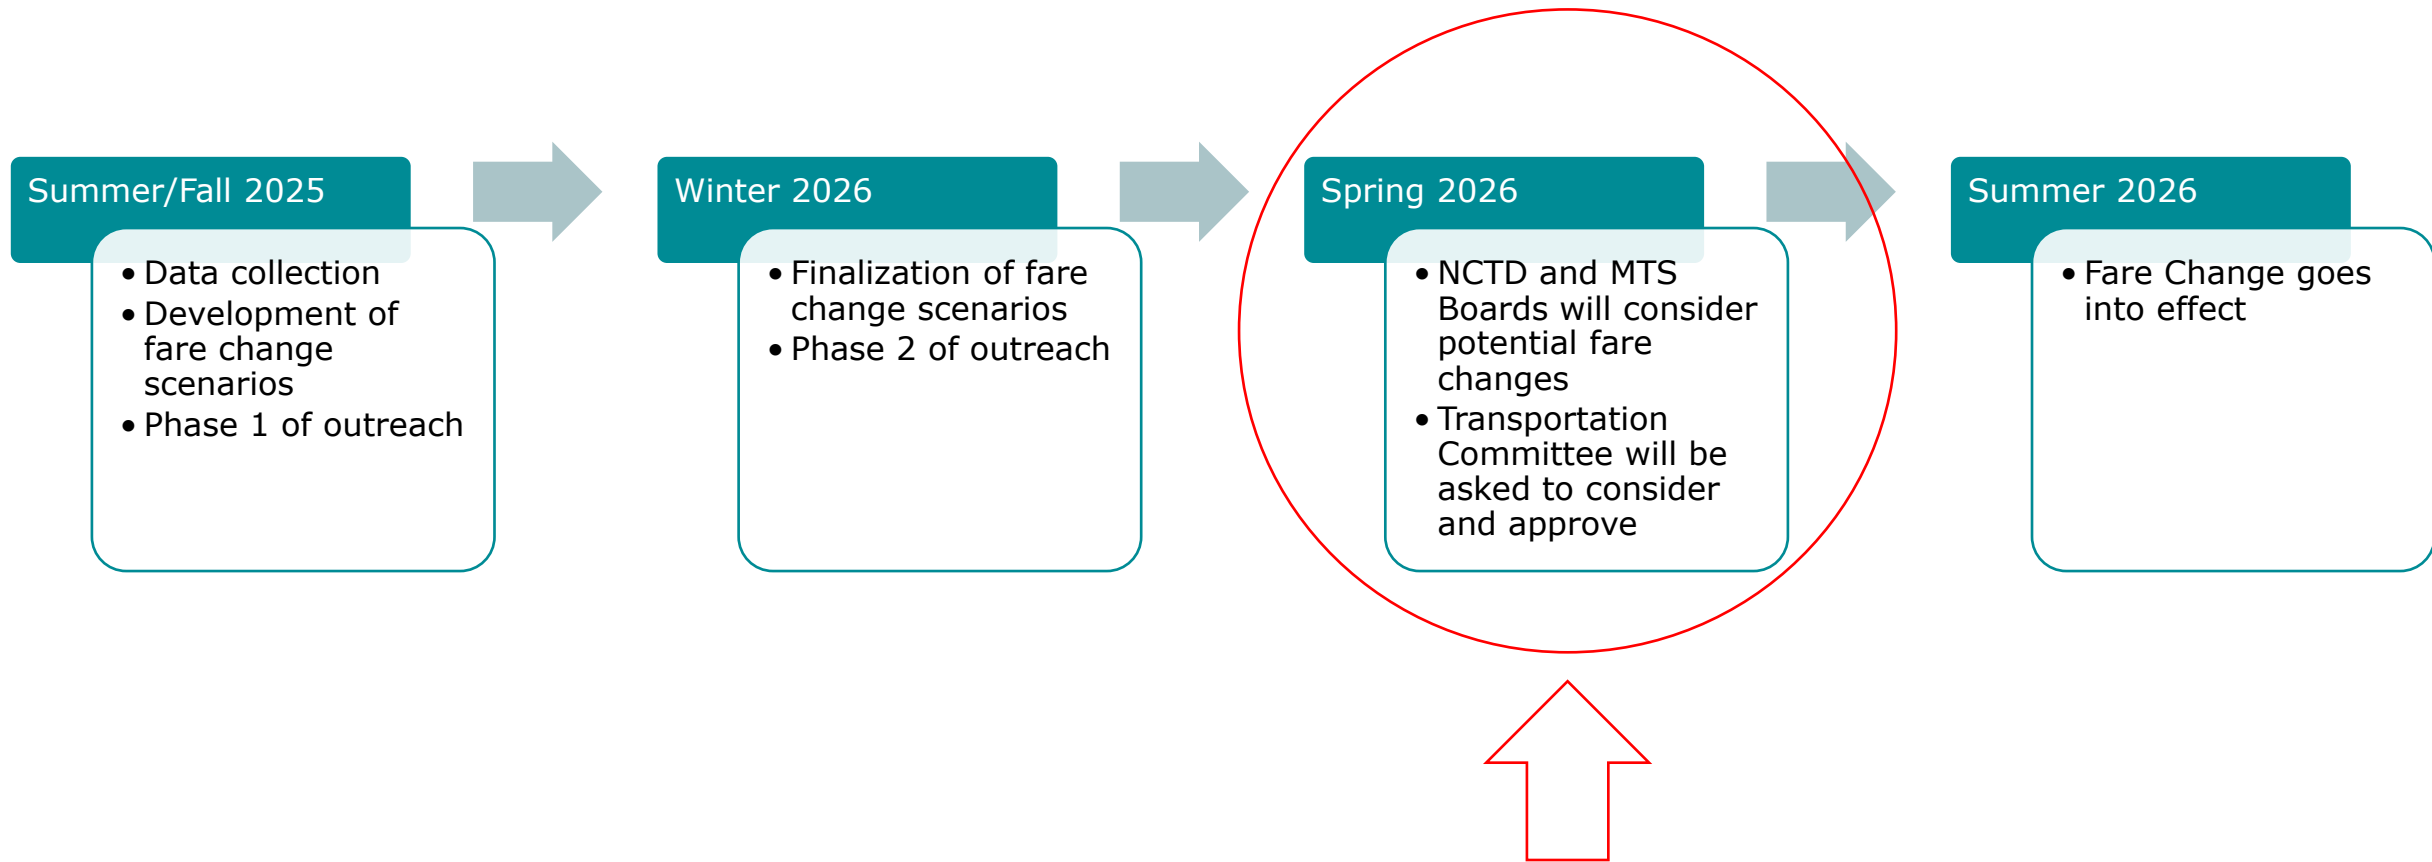 Summer/Fall 2025
• Data collection
• Development of
fare change
scenarios
• Phase 1 of outreach
Winter 2026
• Finalization of fare
change scenarios
• Phase 2 of outreach
Spring 2026
• NCTD and MTS
Boards will consider
potential fare
changes
• Transportation
Committee will be
asked to consider
and approve
Summer 2026
• Fare Change goes
into effect